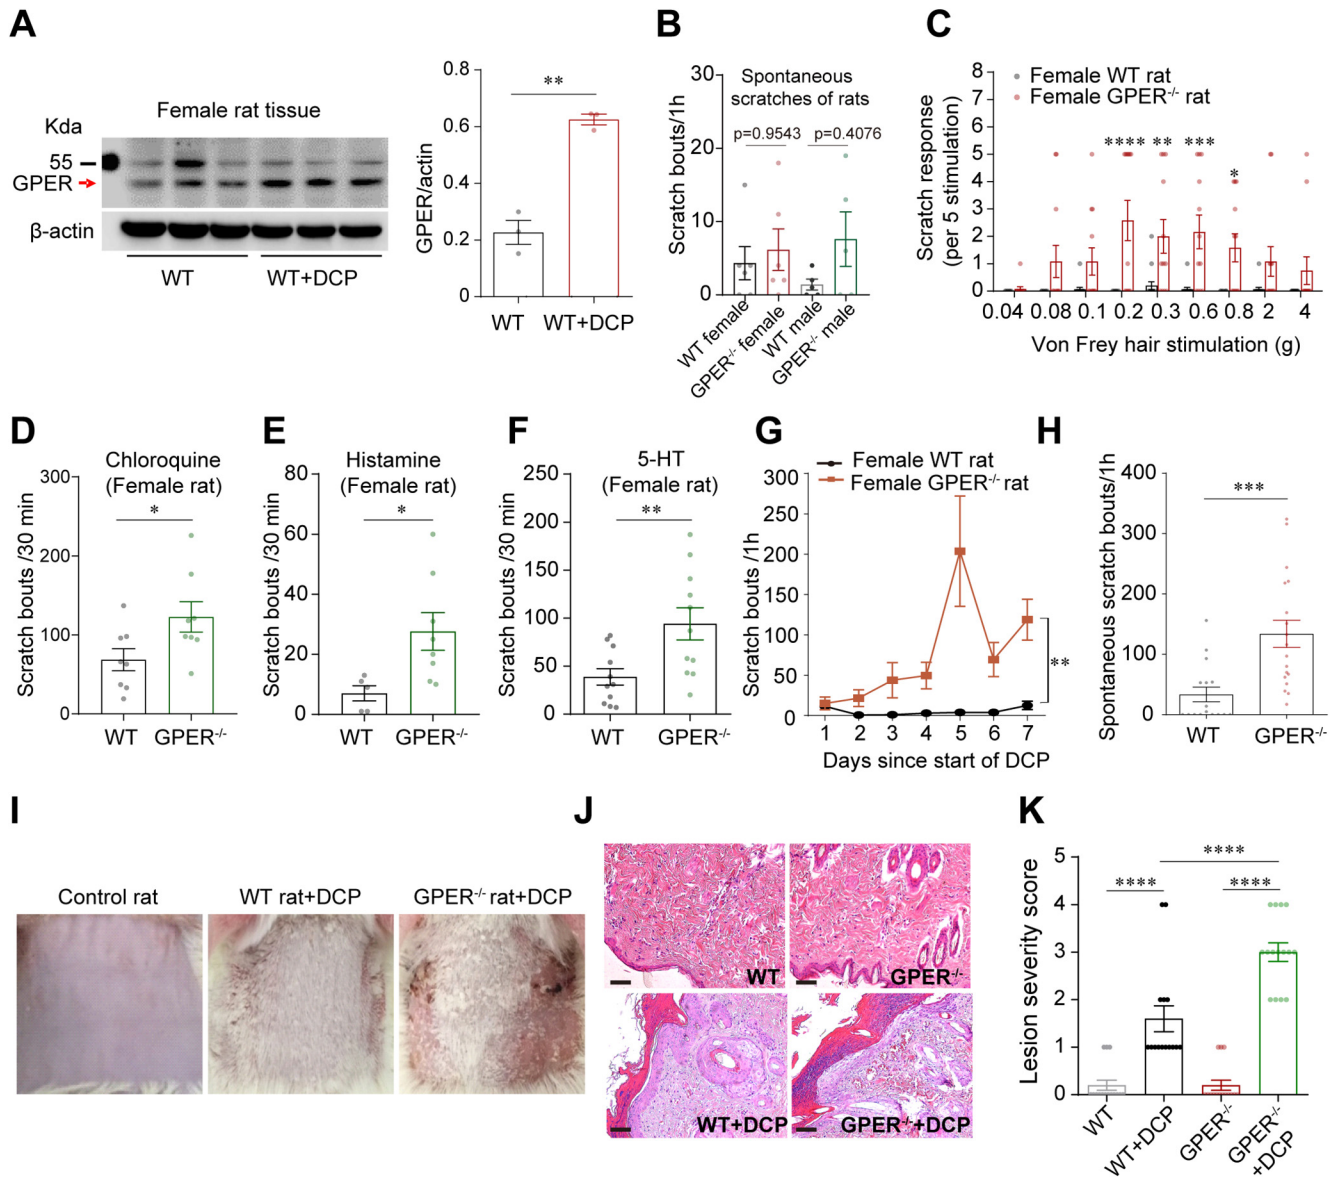 A
Female rat tissue
Kda
55
GPER
β-actin
WT
WT+DCP
GPER/actin
0.8
0.6
0.4
0.2
0
**
WT
WT+DCP
B
Spontaneous
scratches of rats
Scratch bouts/1h
30
20
10
0
p=0.9543
p=0.4076
WT female
GPER-/- female
WT male
GPER-/- male
C
Female WT rat
Female GPER-/- rat
Scratch response
(per 5 stimulation)
8
7
6
5
4
3
2
1
0
****
**
***
*
0.04
0.08
0.1
0.2
0.3
0.6
0.8
2
4
Von Frey hair stimulation (g)
D
Chloroquine
(Female rat)
Scratch bouts /30 min
300
200
100
0
*
WT
GPER-/-
E
Histamine
(Female rat)
Scratch bouts /30 min
80
60
40
20
0
*
WT
GPER-/-
F
5-HT
(Female rat)
Scratch bouts /30 min
250
200
150
100
50
0
**
WT
GPER-/-
G
Female WT rat
Female GPER-/- rat
Scratch bouts /1h
300
250
200
150
100
50
0
**
1
2
3
4
5
6
7
Days since start of DCP
H
Spontaneous scratch bouts/1h
400
300
200
100
0
***
WT
GPER-/-
I
Control rat
WT rat+DCP
GPER-/- rat+DCP
J
WT
GPER-/-
WT+DCP
GPER-/-+DCP
K
Lesion severity score
5
4
3
2
1
0
****
****
****
WT
WT+DCP
GPER-/-
GPER-/-
+DCP